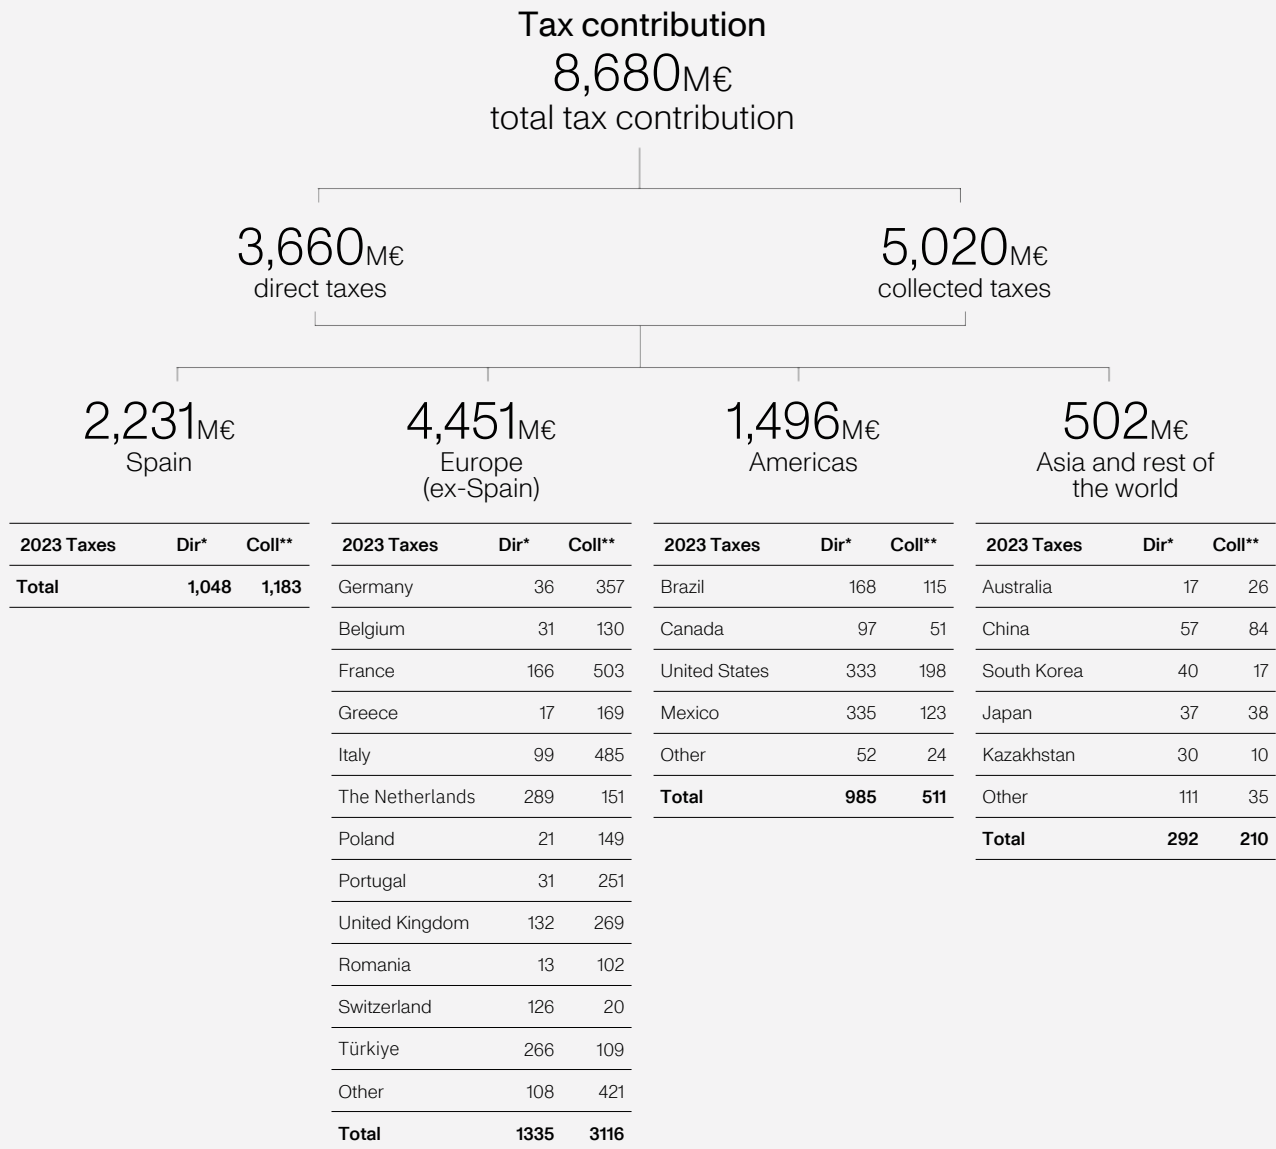 Tax contribution
8,680M€
total tax contribution
3,660M€
direct taxes
5,020M€
collected taxes
2,231M€
Spain
4,451M€
Europe
(ex-Spain)
1,496M€
Americas
502M€
Asia and rest of
the world
2023 Taxes Dir* Coll**
Total 1,048 1,183
2023 Taxes Dir* Coll**
Germany 36 357
Belgium 31 130
France 166 503
Greece 17 169
Italy 99 485
The Netherlands 289 151
Poland 21 149
Portugal 31 251
United Kingdom 132 269
Romania 13 102
Switzerland 126 20
Türkiye 266 109
Other 108 421
Total 1335 3116
2023 Taxes Dir* Coll**
Brazil 168 115
Canada 97 51
United States 333 198
Mexico 335 123
Other 52 24
Total 985 511
2023 Taxes Dir* Coll**
Australia 17 26
China 57 84
South Korea 40 17
Japan 37 38
Kazakhstan 30 10
Other 111 35
Total 292 210